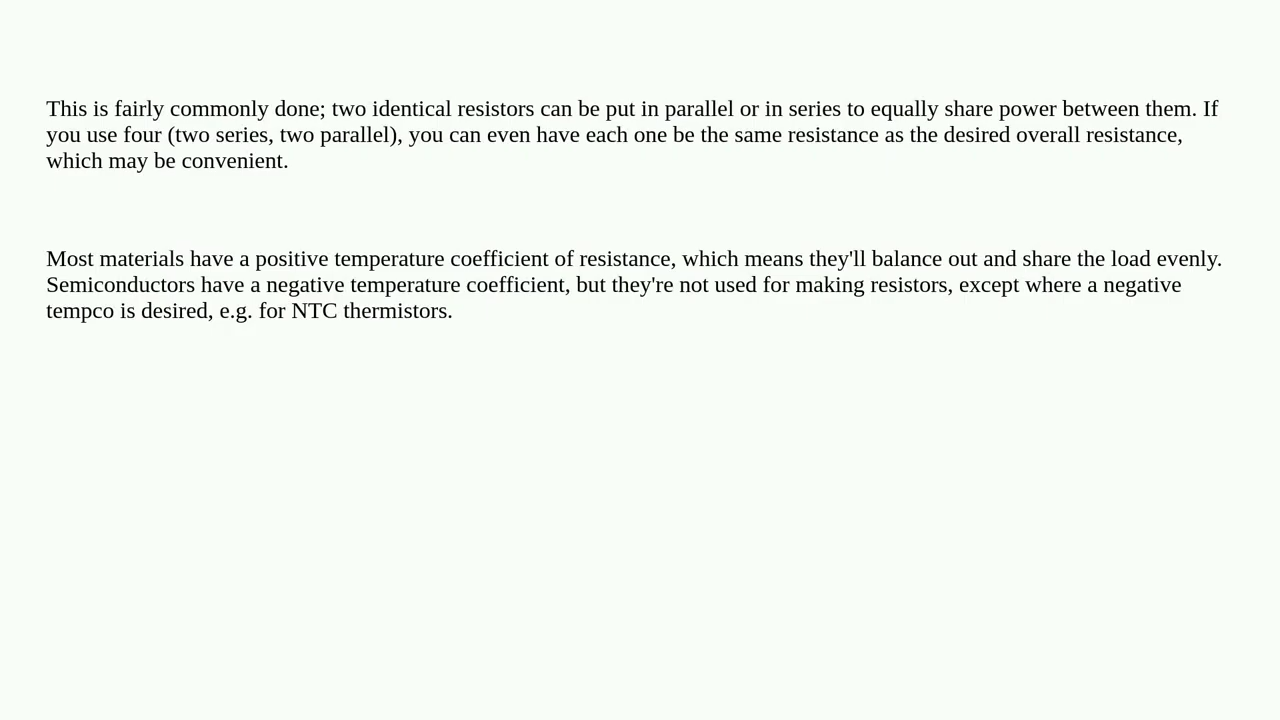 This is fairly commonly done; two identical resistors can be put in parallel or in series to equally share power between them. If
you use four (two series, two parallel), you can even have each one be the same resistance as the desired overall resistance,
which may be convenient.
Most materials have a positive temperature coefficient of resistance, which means they'll balance out and share the load evenly.
Semiconductors have a negative temperature coefficient, but they're not used for making resistors, except where a negative
tempco is desired, e.g. for NTC thermistors.